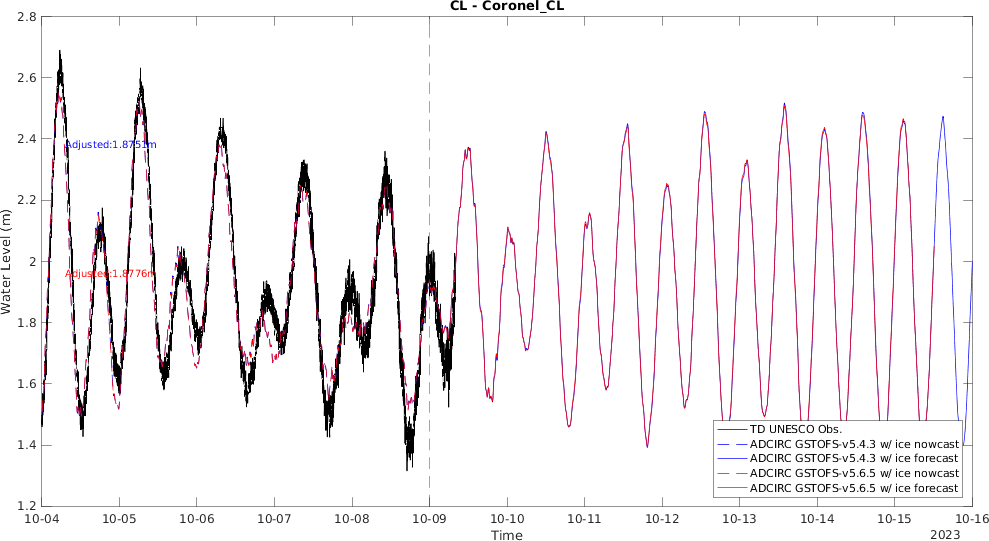 CL - Coronel_CL
2.8
2.6
2.4
2.2
2
1.8
1.6
1.4
1.2
Water Level (m)
Adjusted:1.8751m
Adjusted:1.8776m
TD UNESCO Obs.
ADCIRC GSTOFS-v5.4.3 w/ ice nowcast
ADCIRC GSTOFS-v5.4.3 w/ ice forecast
ADCIRC GSTOFS-v5.6.5 w/ ice nowcast
ADCIRC GSTOFS-v5.6.5 w/ ice forecast
10-04 10-05 10-06 10-07 10-08 10-09 10-10 10-11 10-12 10-13 10-14 10-15 10-16
Time
2023